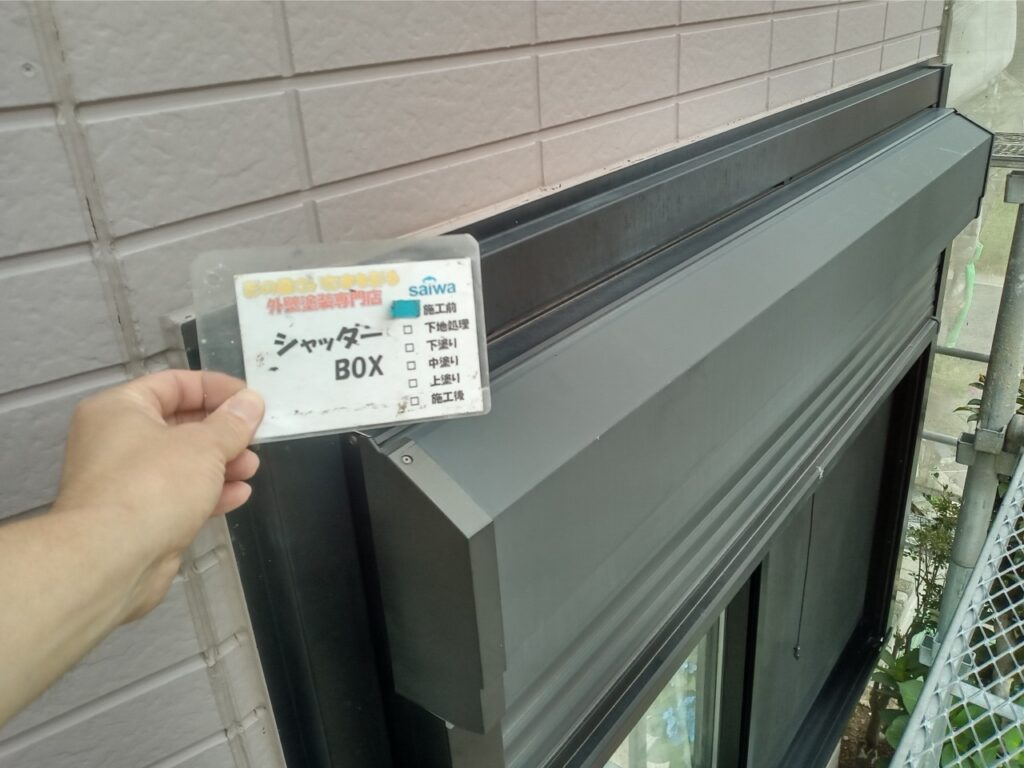 外壁塗装専門店
saiwa
シャッター
BOX
施工前
下地処理
下塗り
中塗り
上塗り
施工後